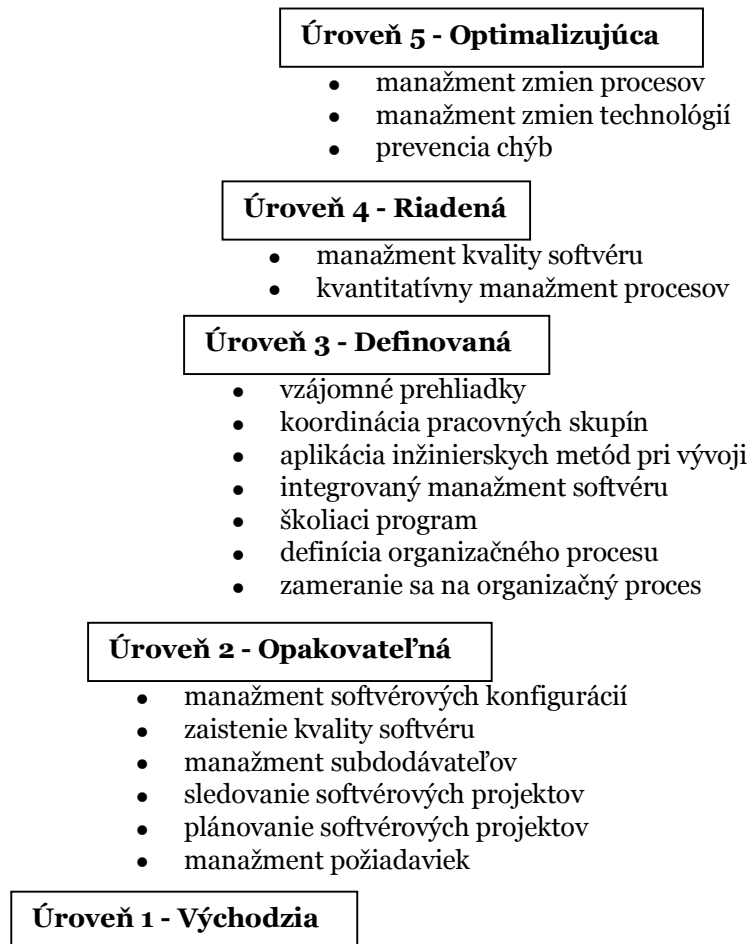 Úroveň 5 - Optimalizujúca
• manažment zmien procesov
• manažment zmien technológií
• prevencia chýb
Úroveň 4 - Riadená
• manažment kvality softvéru
• kvantitatívny manažment procesov
Úroveň 3 - Definovaná
• vzájomné prehliadky
• koordinácia pracovných skupín
• aplikácia inžinierskych metód pri vývoji
• integrovaný manažment softvéru
• školiaci program
• definícia organizačného procesu
• zameranie sa na organizačný proces
Úroveň 2 - Opakovateľná
• manažment softvérových konfigurácií
• zaistenie kvality softvéru
• manažment subdodávateľov
• sledovanie softvérových projektov
• plánovanie softvérových projektov
• manažment požiadaviek
Úroveň 1 - Východzia